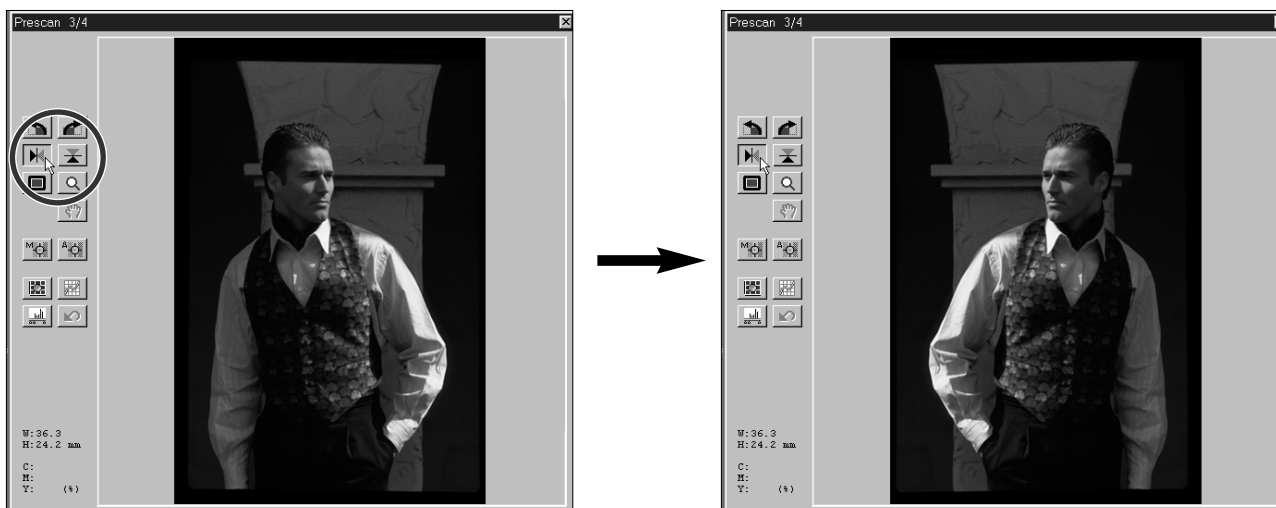 Prescan 3/4
M
A
W:36.3
H:24.2 mm
C:
M:
Y: (%)
Prescan 3/4
M
A
W:36.3
H:24.2 mm
C:
M:
Y: (%)